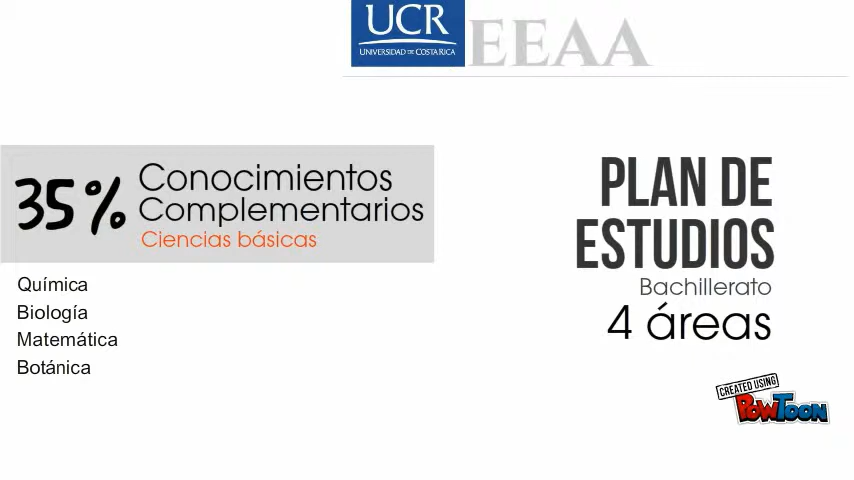 UCR
UNIVERSIDAD DE COSTA RICA
EEAA
35%
Conocimientos
Complementarios
Ciencias básicas
Química
Biología
Matemática
Botánica
PLAN DE
ESTUDIOS
Bachillerato
4 áreas
CREATED USING
POWTOON